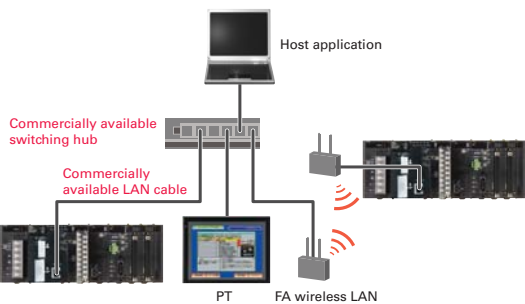 Host application
Commercially available
switching hub
Commercially
available LAN cable
PT
FA wireless LAN